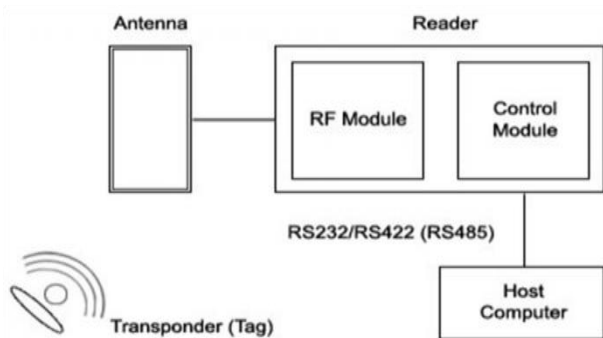 Antenna
Reader
RF Module
Control
Module
RS232/RS422 (RS485)
Host
Computer
Transponder (Tag)